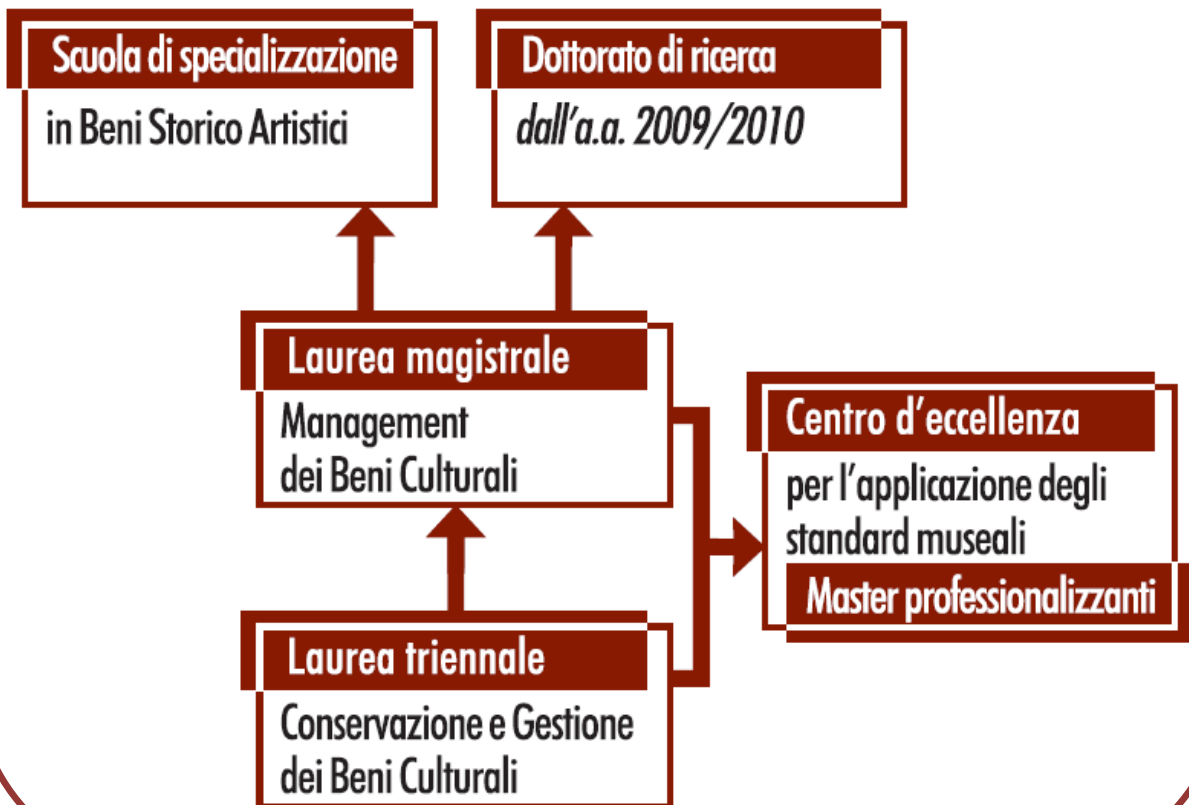 Scuola di specializzazione
in Beni Storico Artistici
Dottorato di ricerca
dall'a.a. 2009/2010
Laurea magistrale
Management
dei Beni Culturali
Centro d'eccellenza
per l'applicazione degli
standard museali
Master professionalizzanti
Laurea triennale
Conservazione e Gestione
dei Beni Culturali